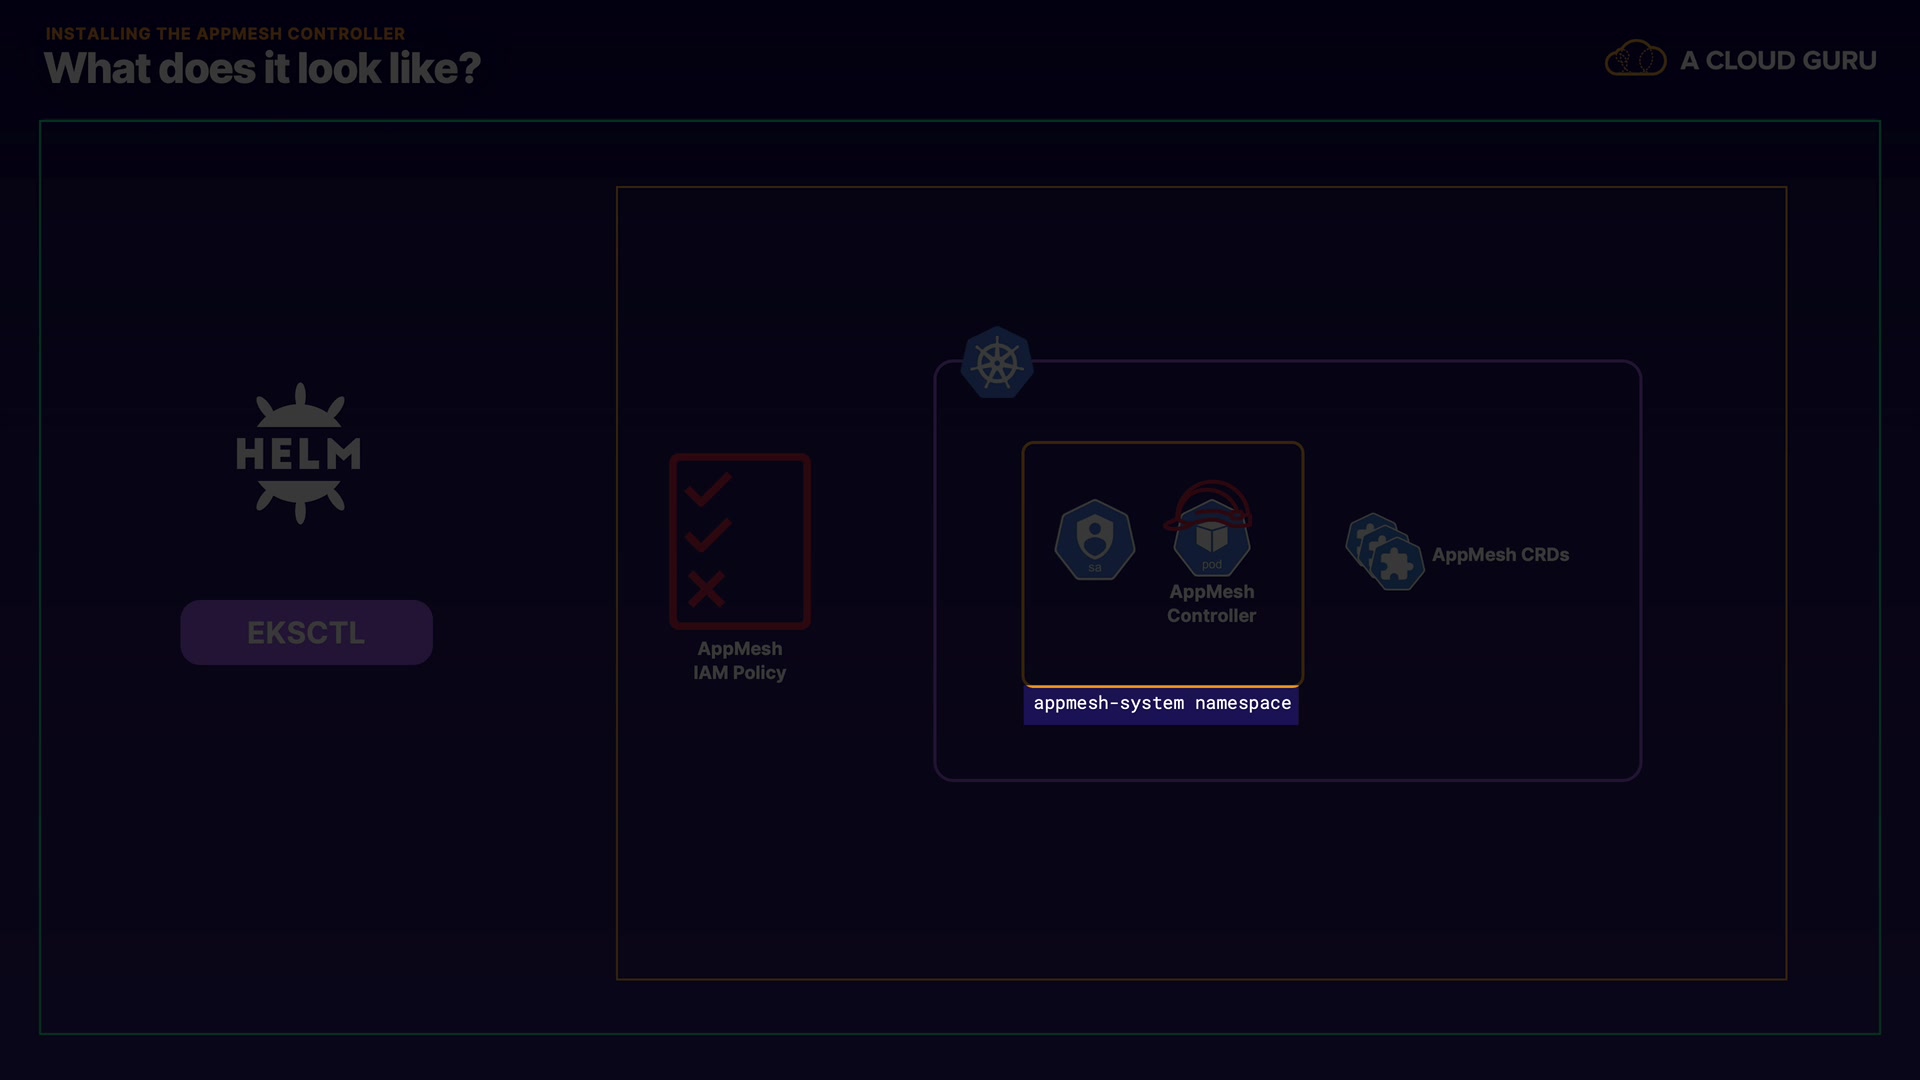 INSTALLING THE APPMESH CONTROLLER
What does it look like?
A CLOUD GURU
HELM
EKSCTL
AppMesh
IAM Policy
sa
pod
AppMesh
Controller
AppMesh CRDs
appmesh-system namespace